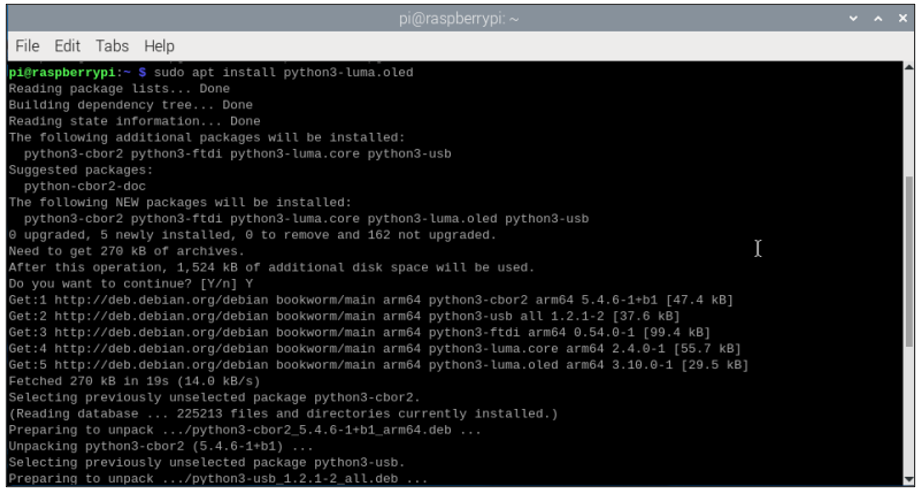 pi@raspberrypi: ~
File Edit Tabs Help
pi@raspberrypi:~ $ sudo apt install python3-luma.oled
Reading package lists... Done
Building dependency tree... Done
Reading state information... Done
The following additional packages will be installed:
  python3-cbor2 python3-ftdi python3-luma.core python3-usb
Suggested packages:
  python-cbor2-doc
The following NEW packages will be installed:
  python3-cbor2 python3-ftdi python3-luma.core python3-luma.oled python3-usb
0 upgraded, 5 newly installed, 0 to remove and 162 not upgraded.
Need to get 270 kB of archives.
After this operation, 1,524 kB of additional disk space will be used.
Do you want to continue? [Y/n] Y
Get:1 http://deb.debian.org/debian bookworm/main arm64 python3-cbor2 arm64 5.4.6-1+b1 [47.4 kB]
Get:2 http://deb.debian.org/debian bookworm/main arm64 python3-usb all 1.2.1-2 [37.6 kB]
Get:3 http://deb.debian.org/debian bookworm/main arm64 python3-ftdi arm64 0.54.0-1 [99.4 kB]
Get:4 http://deb.debian.org/debian bookworm/main arm64 python3-luma.core arm64 2.4.0-1 [55.7 kB]
Get:5 http://deb.debian.org/debian bookworm/main arm64 python3-luma.oled arm64 3.10.0-1 [29.5 kB]
Fetched 270 kB in 19s (14.0 kB/s)
Selecting previously unselected package python3-cbor2.
(Reading database ... 225213 files and directories currently installed.)
Preparing to unpack .../python3-cbor2_5.4.6-1+b1_arm64.deb ...
Unpacking python3-cbor2 (5.4.6-1+b1) ...
Selecting previously unselected package python3-usb.
Preparing to unpack .../python3-usb_1.2.1-2_all.deb ...